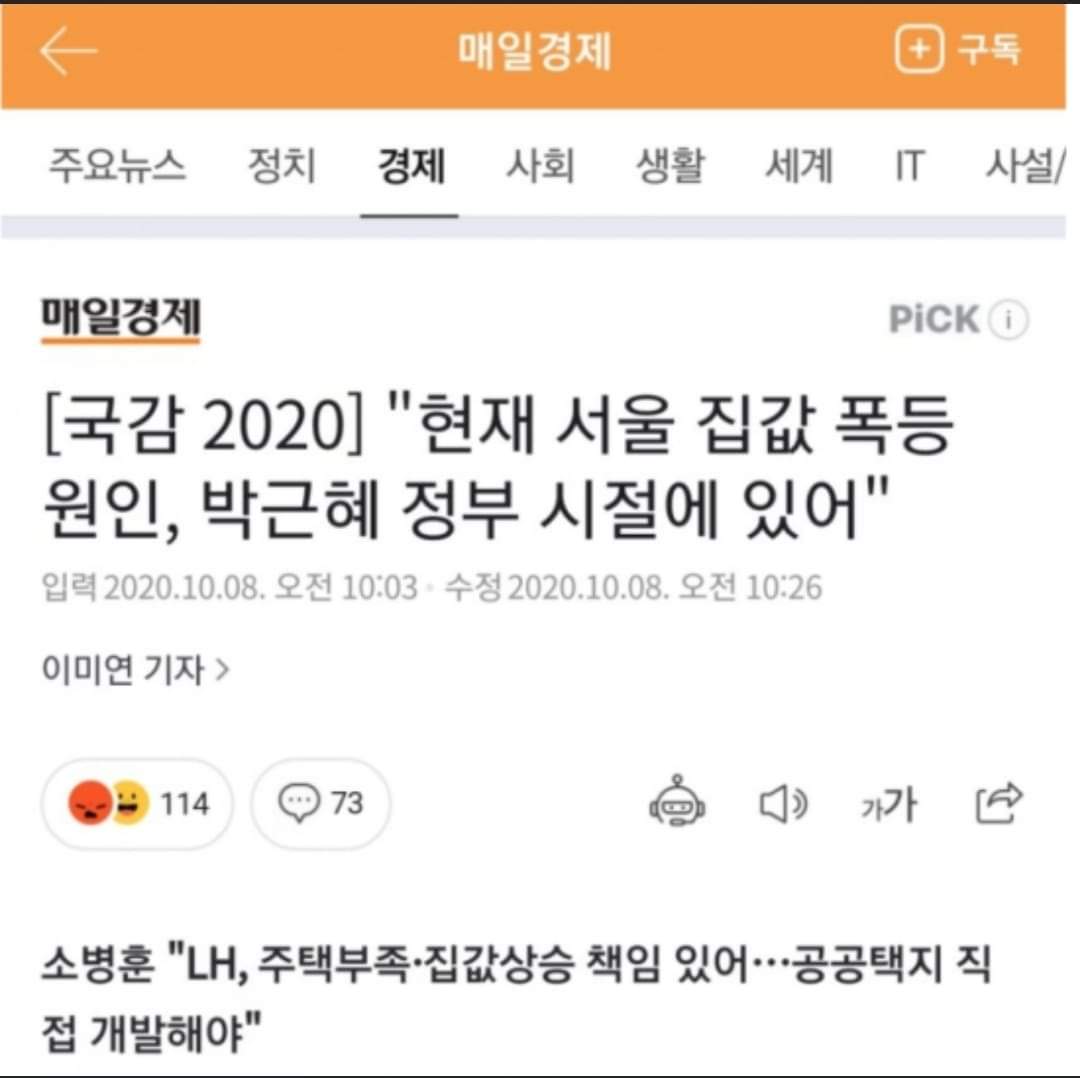 매일경제 구독
주요뉴스 정치 경제 사회 생활 세계 IT 사설/
매일경제 PiCK
[국감 2020] "현재 서울 집값 폭등
원인, 박근혜 정부 시절에 있어"
입력 2020.10.08. 오전 10:03 · 수정 2020.10.08. 오전 10:26
이미연 기자 >
114 73 가가
소병훈 "LH, 주택부족·집값상승 책임 있어…공공택지 직
접 개발해야"